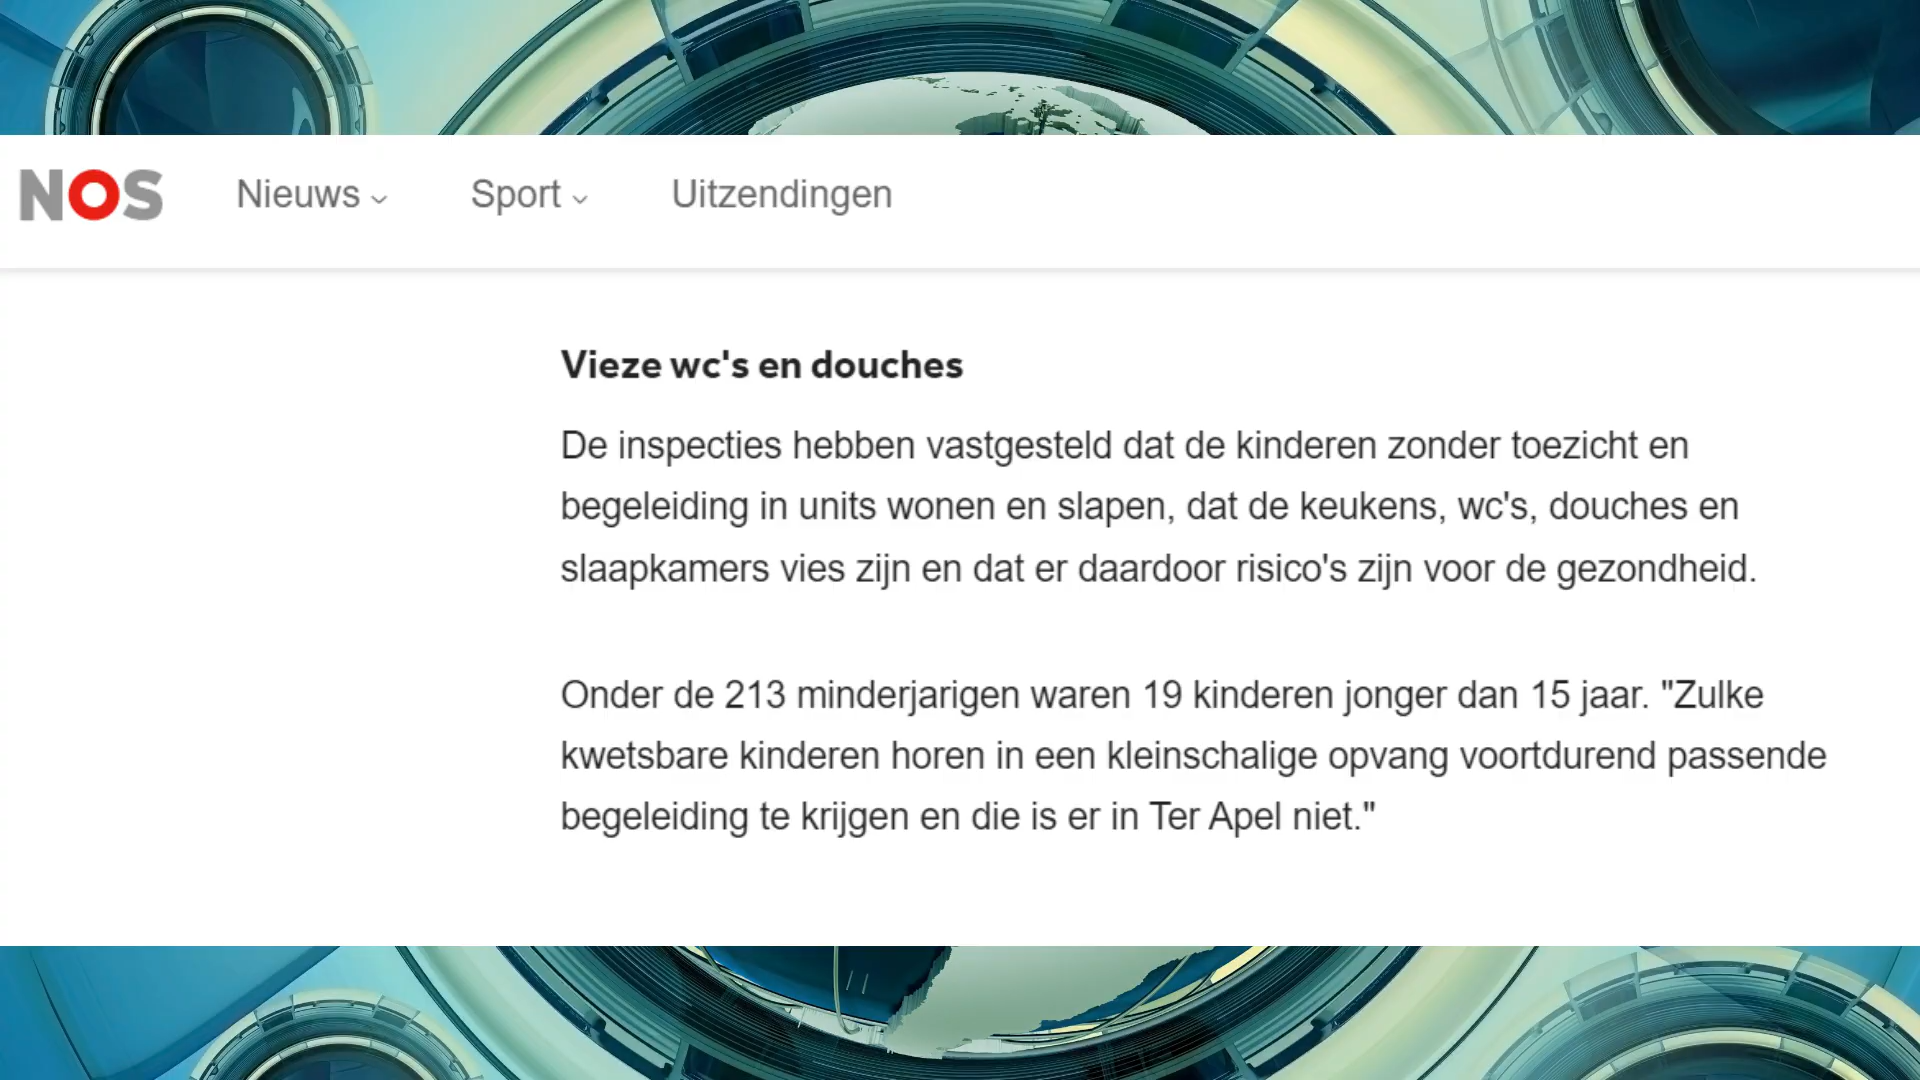 NOS Nieuws Sport Uitzendingen
Vieze wc's en douches
De inspecties hebben vastgesteld dat de kinderen zonder toezicht en
begeleiding in units wonen en slapen, dat de keukens, wc's, douches en
slaapkamers vies zijn en dat er daardoor risico's zijn voor de gezondheid.
Onder de 213 minderjarigen waren 19 kinderen jonger dan 15 jaar. "Zulke
kwetsbare kinderen horen in een kleinschalige opvang voortdurend passende
begeleiding te krijgen en die is er in Ter Apel niet."